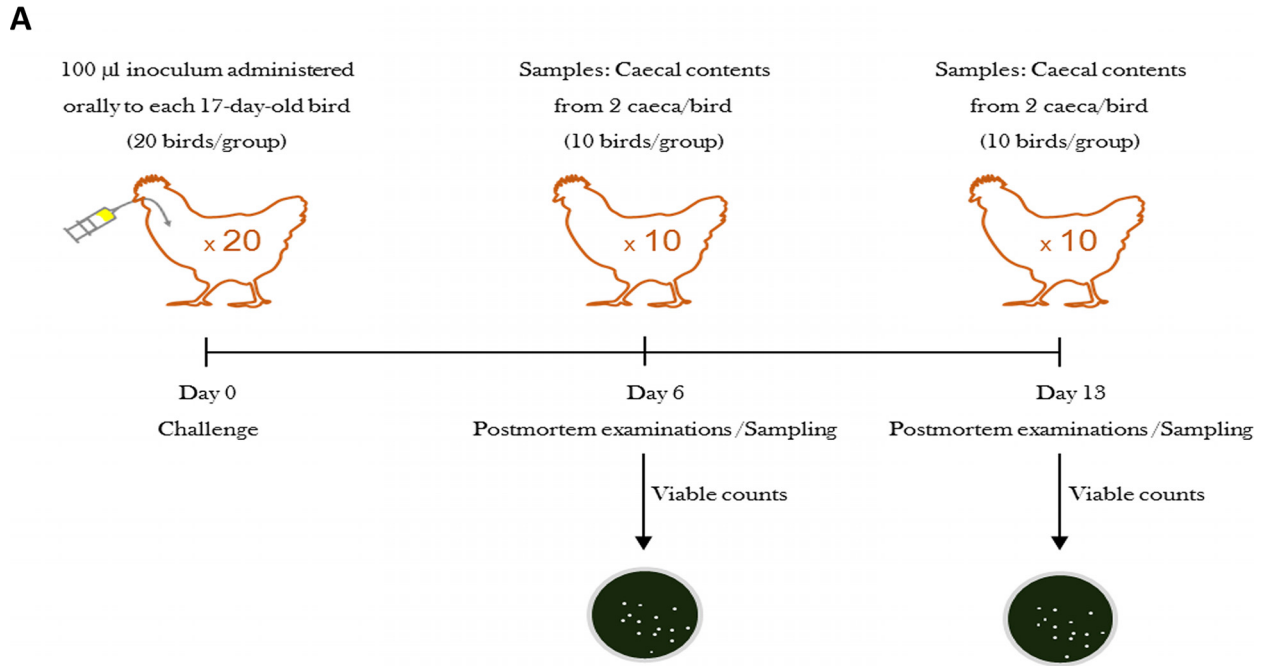 A
100 µl inoculum administered
orally to each 17-day-old bird
(20 birds/group)
Samples: Caecal contents
from 2 caeca/bird
(10 birds/group)
Samples: Caecal contents
from 2 caeca/bird
(10 birds/group)
x 20
x 10
x 10
Day 0
Challenge
Day 6
Postmortem examinations /Sampling
Day 13
Postmortem examinations /Sampling
Viable counts
Viable counts